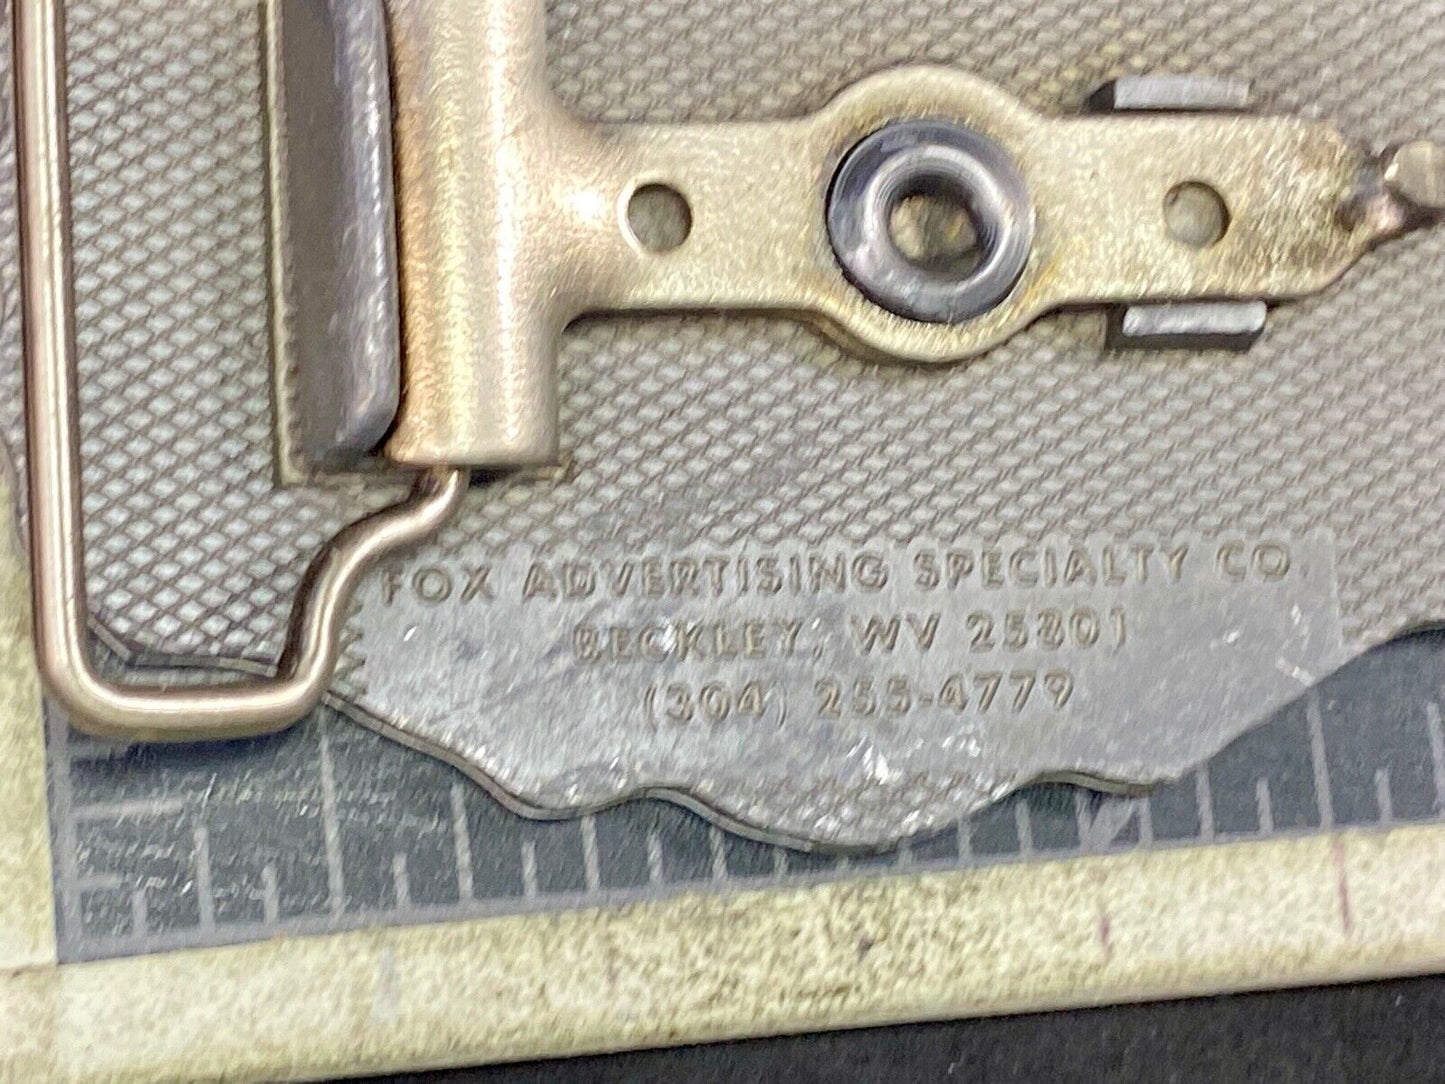 FOX ADVERTISING SPECIALTY CO.
BECKLEY, WV 25801
(304) 255-4779